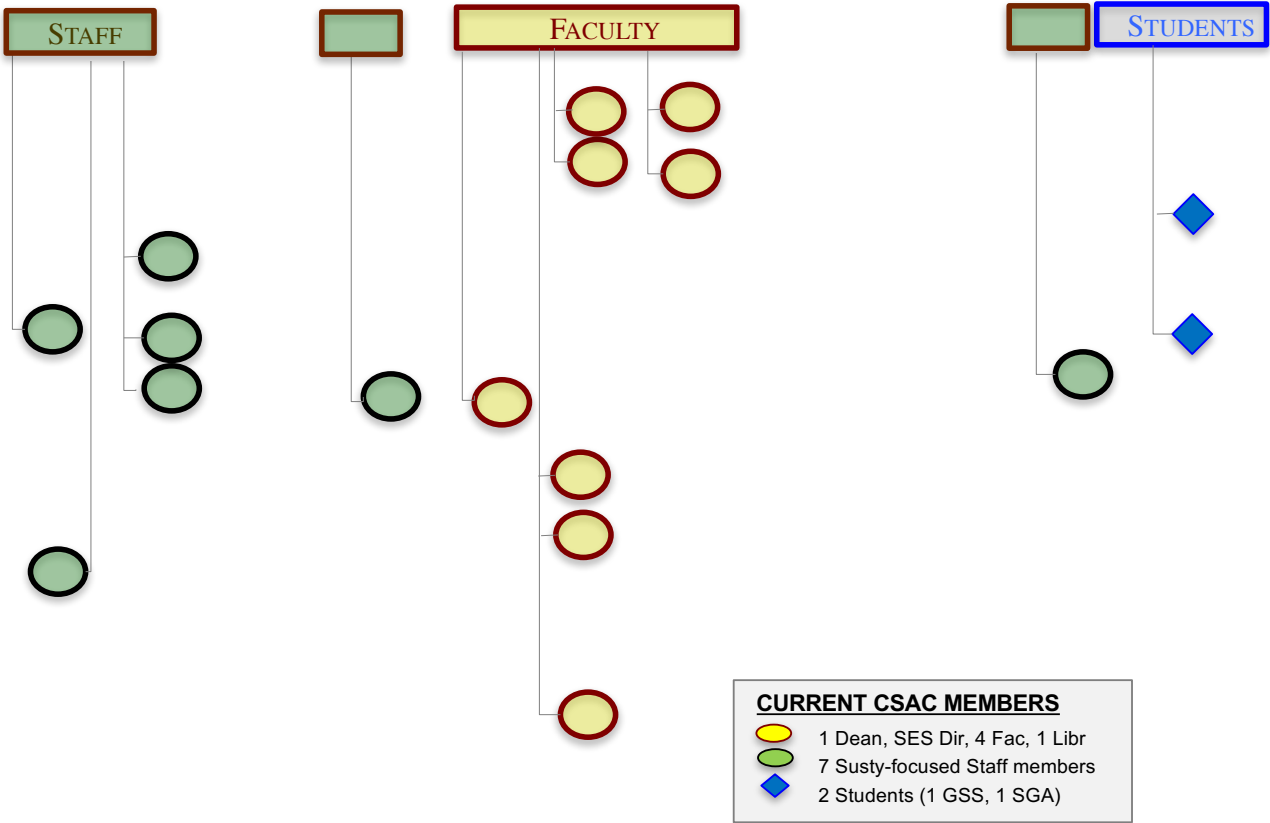 STAFF
FACULTY
STUDENTS
CURRENT CSAC MEMBERS
1 Dean, SES Dir, 4 Fac, 1 Libr
7 Susty-focused Staff members
2 Students (1 GSS, 1 SGA)